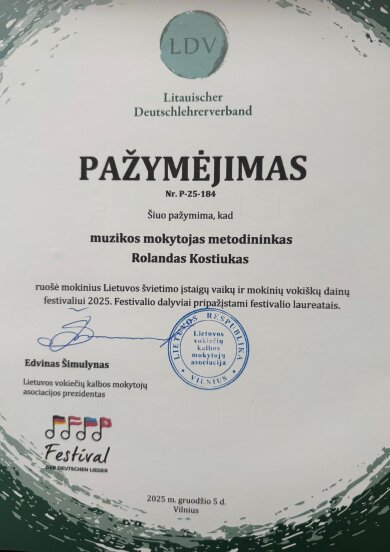 LDV
Litauischer
Deutschlehrerverband
PAŽYMĖJIMAS
Nr. P-25-184
Šiuo pažymima, kad
muzikos mokytojas metodininkas
Rolandas Kostiukas
ruošė mokinius Lietuvos švietimo įstaigų vaikų ir mokinių vokiškų dainų
festivaliui 2025. Festivalio dalyviai pripažįstami festivalio laureatais.
LIETUVOS RESPUBLIKA
Lietuvos
vokiečių
kalbos
mokytojų
asociacija
VILNIUS
Edvinas Šimulynas
Lietuvos vokiečių kalbos mokytojų
asociacijos prezidentas
Festival
DER DEUTSCHEN LIEDER
2025 m. gruodžio 5 d.
Vilnius